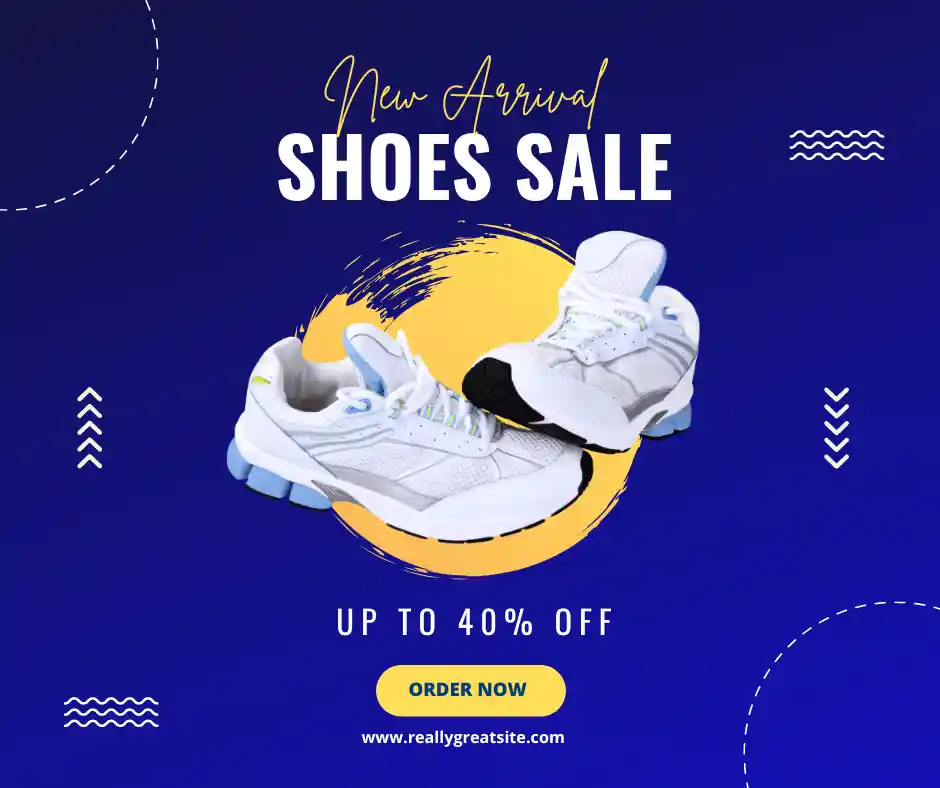 New Arrival
SHOES SALE
UP TO 40% OFF
ORDER NOW
www.reallygreatsite.com